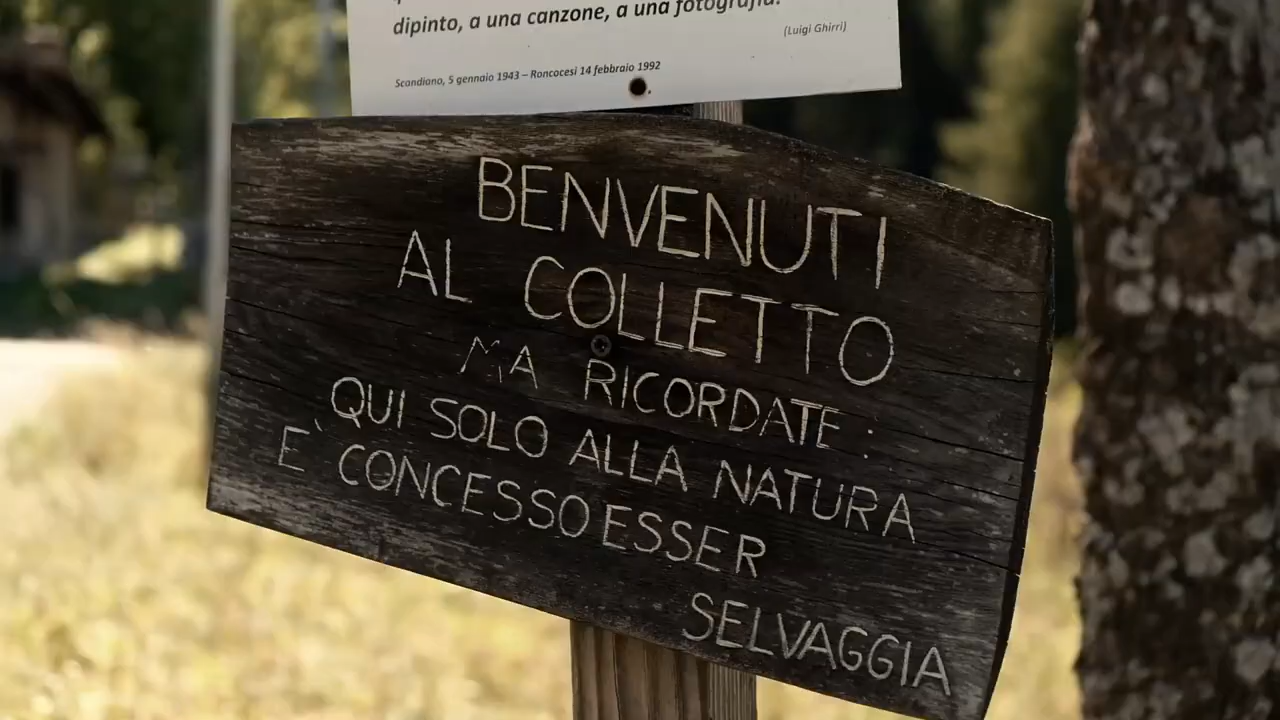 dipinto, a una canzone, a una fotografia.
(Luigi Ghirri)
Scandiano, 5 gennaio 1943 – Roncocesi 14 febbraio 1992
BENVENUTI
AL COLLETTO
MA RICORDATE :
QUI SOLO ALLA NATURA
E' CONCESSO ESSER
SELVAGGIA